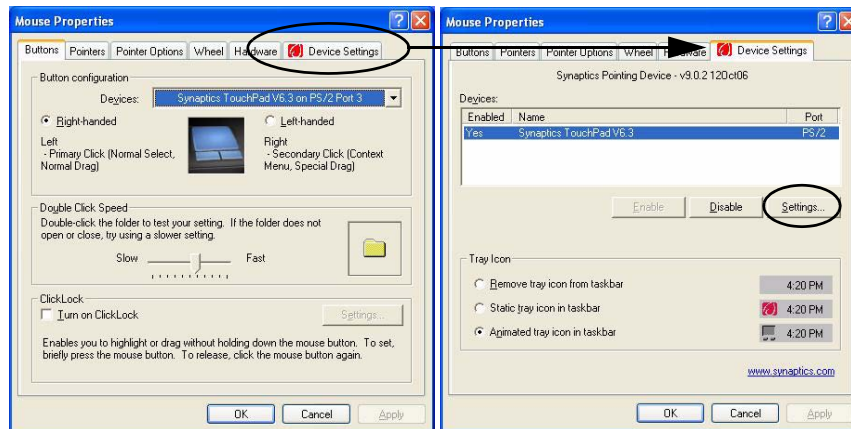 Mouse Properties
Buttons Pointers Pointer Options Wheel Hardware Device Settings
Button configuration
Devices: Synaptics TouchPad V6.3 on PS/2 Port 3
Right-handed
Left-handed
Left
- Primary Click (Normal Select,
Normal Drag)
Right
- Secondary Click (Context
Menu, Special Drag)
Double Click Speed
Double-click the folder to test your setting. If the folder does not
open or close, try using a slower setting.
Slow Fast
ClickLock
Turn on ClickLock
Settings...
Enables you to highlight or drag without holding down the mouse button. To set,
briefly press the mouse button. To release, click the mouse button again.
OK Cancel Apply
Mouse Properties
Buttons Pointers Pointer Options Wheel Hardware Device Settings
Synaptics Pointing Device - v9.0.2 12Oct06
Devices:
Enabled Name Port
Yes Synaptics TouchPad V6.3 PS/2
Enable Disable Settings...
Tray Icon
Remove tray icon from taskbar 4:20 PM
Static tray icon in taskbar 4:20 PM
Animated tray icon in taskbar 4:20 PM
www.synaptics.com
OK Cancel Apply